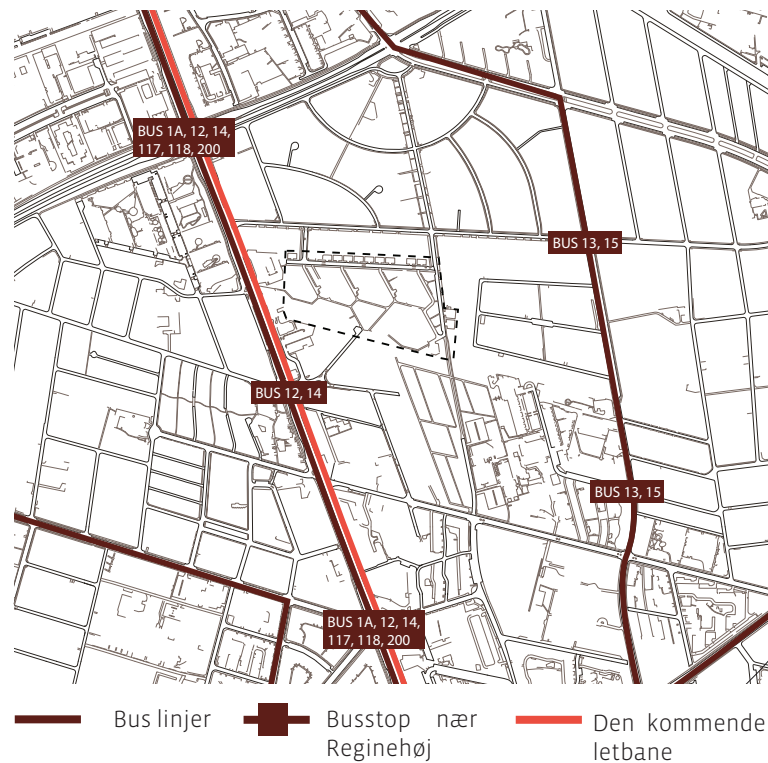 BUS 1A, 12, 14,
117, 118, 200
BUS 13, 15
BUS 12, 14
BUS 13, 15
BUS 1A, 12, 14,
117, 118, 200
Bus linjer
Busstop nær
Reginehøj
Den kommende
letbane